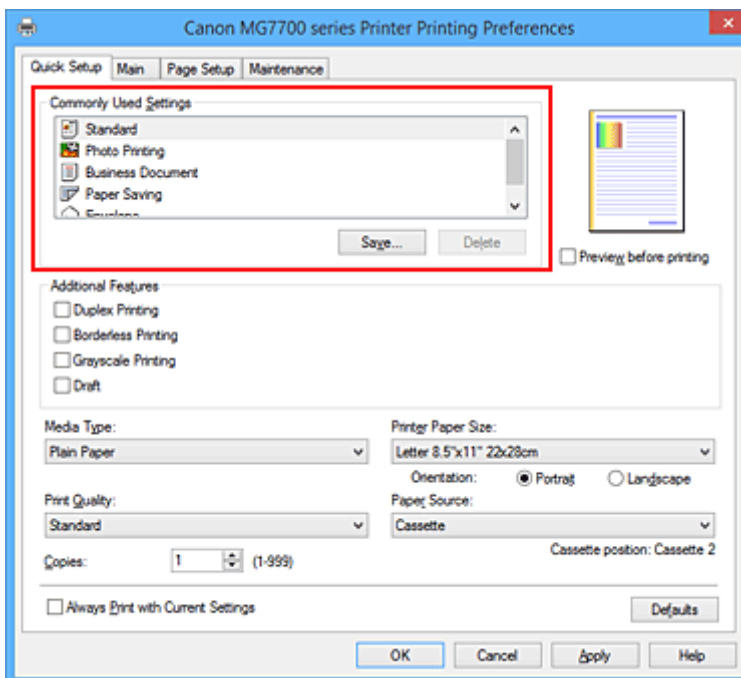 Canon MG7700 series Printer Printing Preferences
Quick Setup Main Page Setup Maintenance
Commonly Used Settings
Standard
Photo Printing
Business Document
Paper Saving
Envelope
Save... Delete
Preview before printing
Additional Features
Duplex Printing
Borderless Printing
Grayscale Printing
Draft
Media Type: Printer Paper Size:
Plain Paper Letter 8.5"x11" 22x28cm
Orientation: Portrait Landscape
Print Quality: Paper Source:
Standard Cassette
Cassette position: Cassette 2
Copies: 1 (1-999)
Always Print with Current Settings Defaults
OK Cancel Apply Help